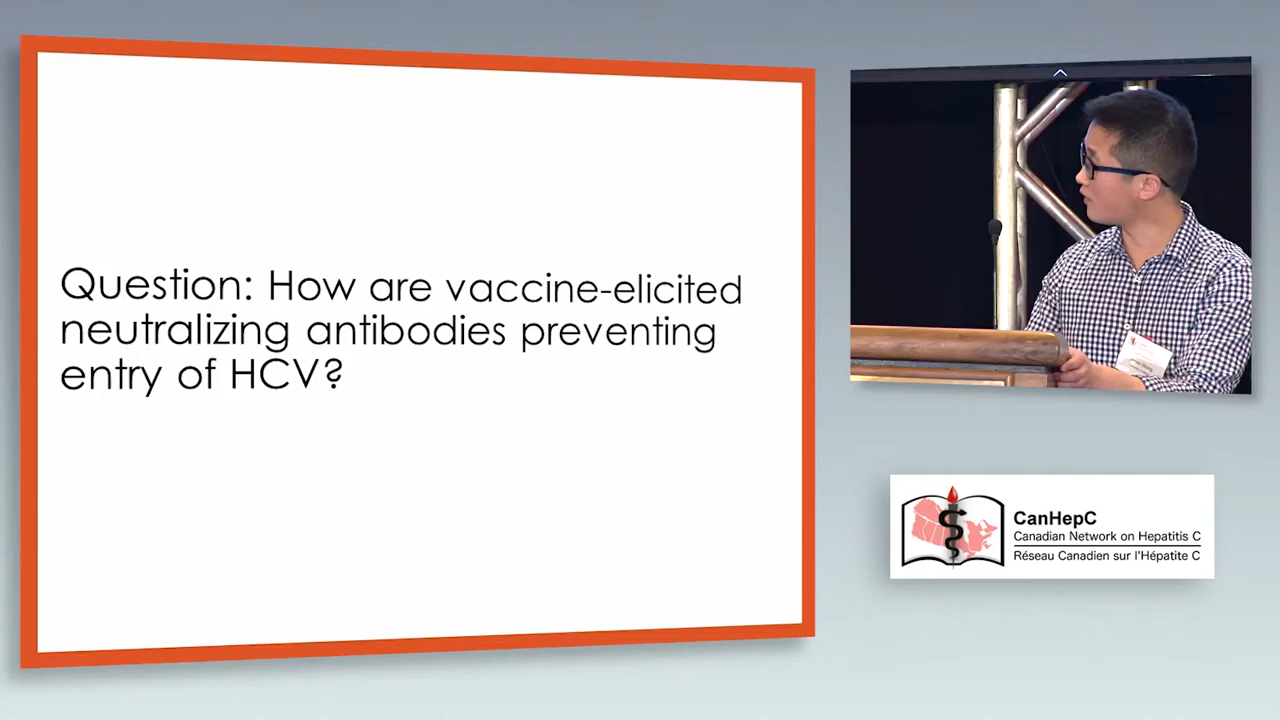 Question: How are vaccine-elicited
neutralizing antibodies preventing
entry of HCV?
CanHepC
Canadian Network on Hepatitis C
Réseau Canadien sur l'Hépatite C